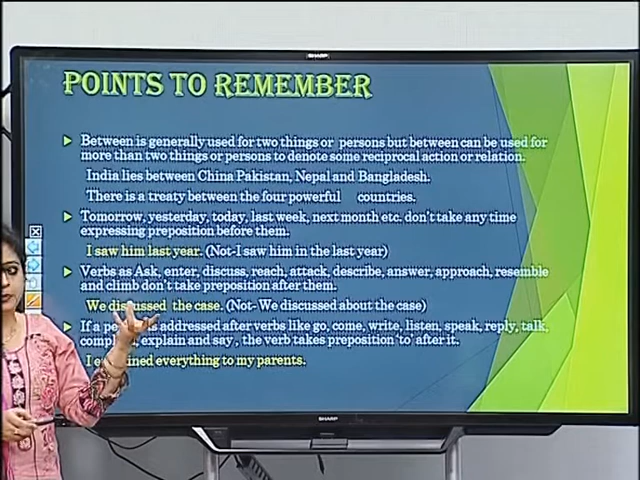 SHARP
POINTS TO REMEMBER
Between is generally used for two things or persons but between can be used for
more than two things or persons to denote some reciprocal action or relation.
India lies between China Pakistan, Nepal and Bangladesh.
There is a treaty between the four powerful countries.
Tomorrow, yesterday, today, last week, next month etc. don't take any time
expressing preposition before them.
I saw him last year. (Not-I saw him in the last year)
Verbs as Ask, enter, discuss, reach, attack, describe, answer, approach, resemble
and climb don't take preposition after them.
We discussed the case. (Not- We discussed about the case)
If a is addressed after verbs like go, come, write, listen, speak, reply, talk,
explain and say , the verb takes preposition 'to' after it.
I everything to my parents.
SHARP